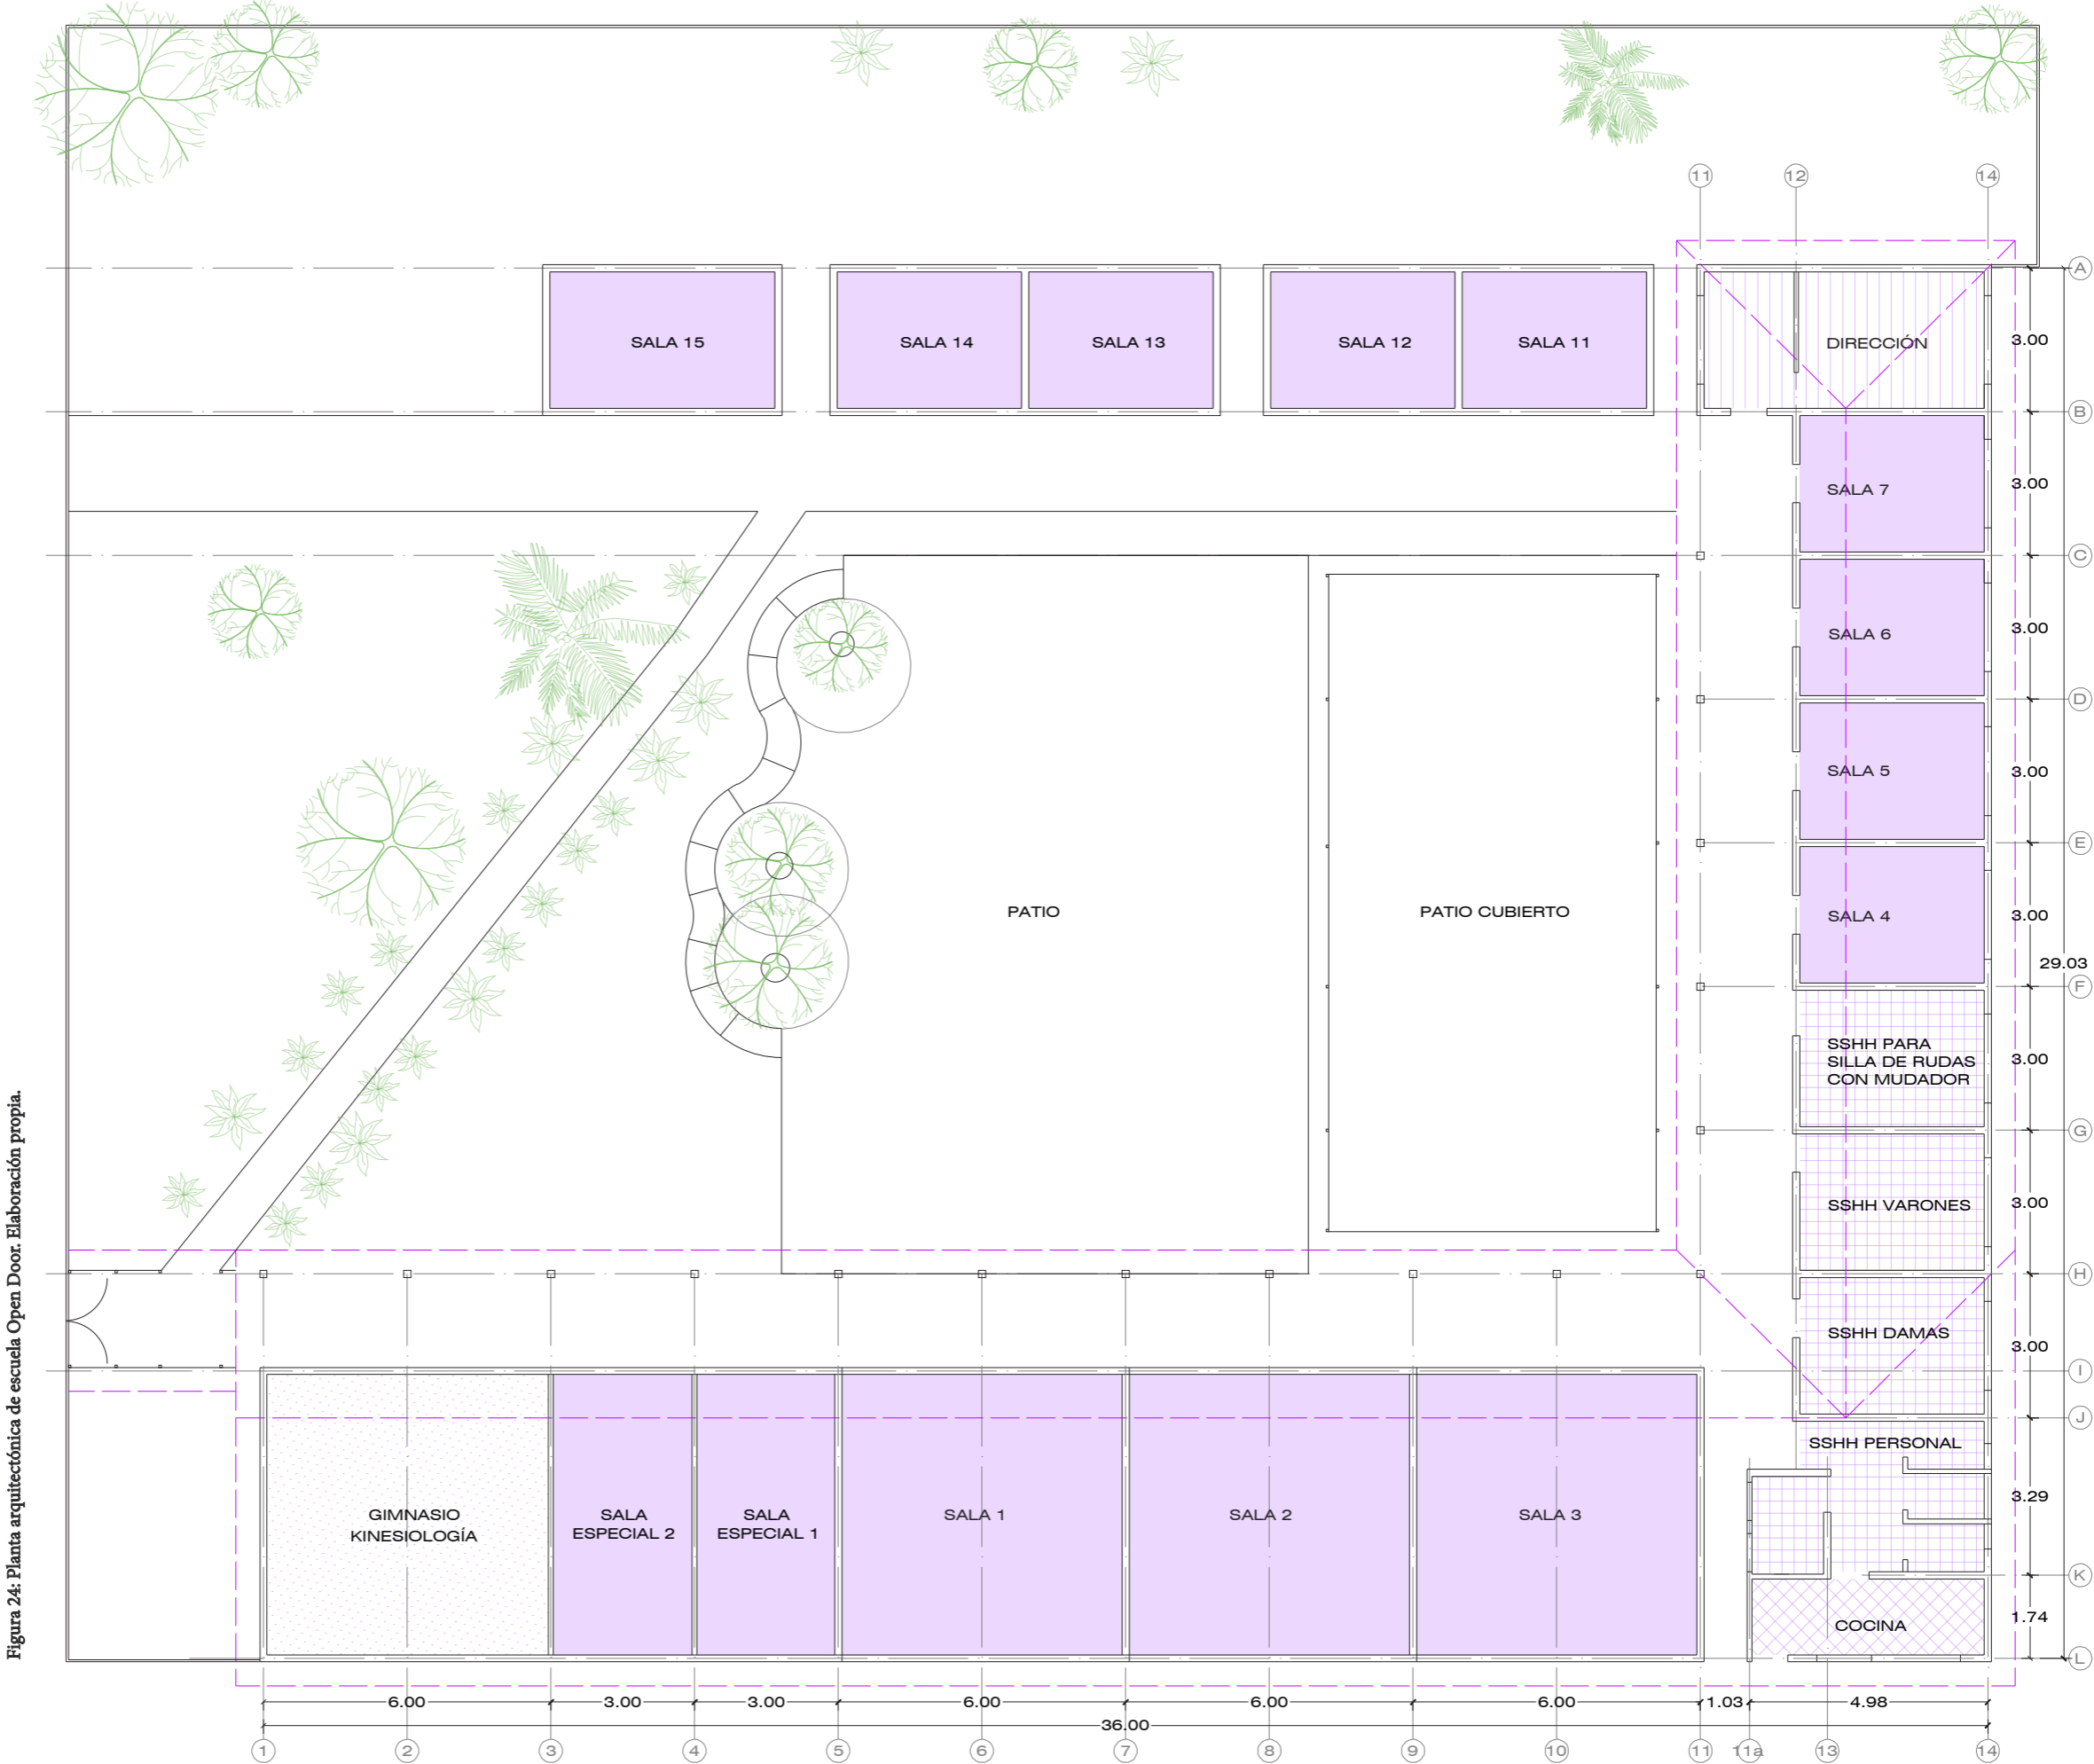 11
12
14
A
SALA 15
SALA 14
SALA 13
SALA 12
SALA 11
DIRECCIÓN
3.00
B
SALA 7
3.00
C
SALA 6
3.00
D
SALA 5
3.00
E
PATIO
PATIO CUBIERTO
SALA 4
3.00
29.03
F
SSHH PARA
SILLA DE RUDAS
CON MUDADOR
3.00
G
SSHH VARONES
3.00
H
SSHH DAMAS
3.00
I
J
SSHH PERSONAL
3.29
GIMNASIO
KINESIOLOGÍA
SALA
ESPECIAL 2
SALA
ESPECIAL 1
SALA 1
SALA 2
SALA 3
K
COCINA
1.74
L
6.00
3.00
3.00
6.00
6.00
6.00
1.03
4.98
36.00
1
2
3
4
5
6
7
8
9
10
11
11a
13
14
Figura 24: Planta arquitectónica de escuela Open Door. Elaboración propia.